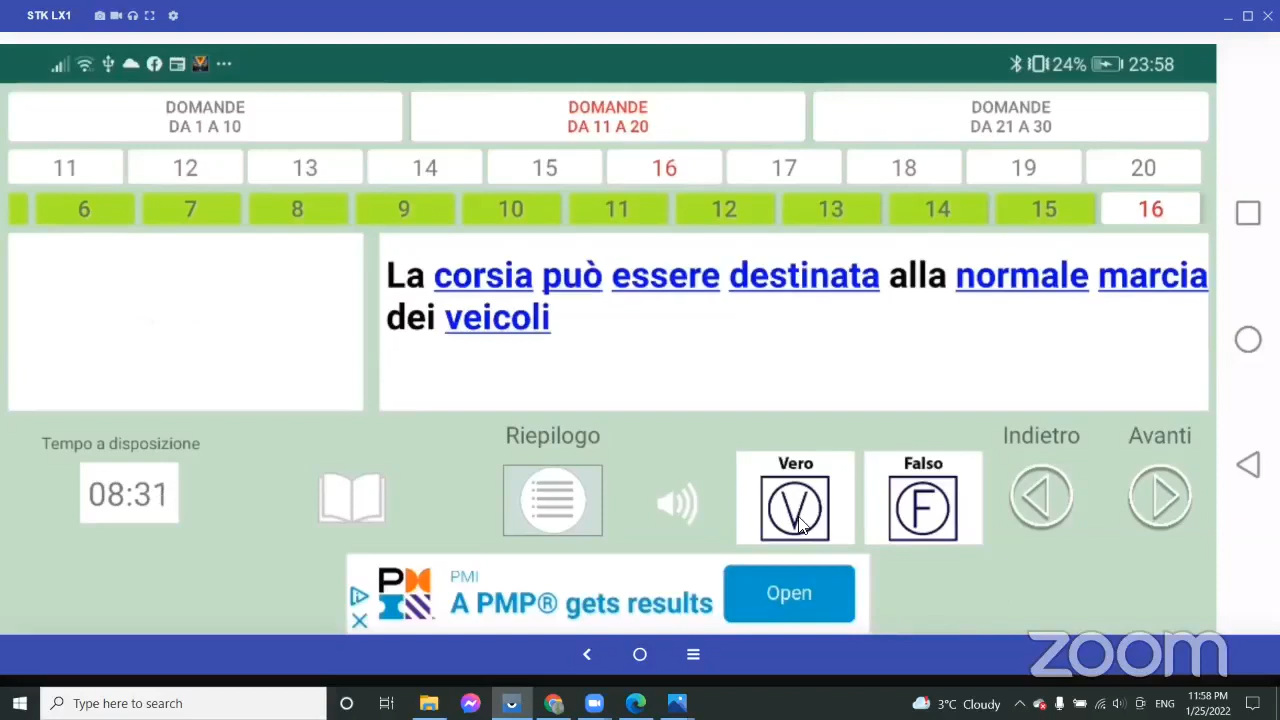 STK LX1
24% 23:58
DOMANDE
DA 1 A 10
DOMANDE
DA 11 A 20
DOMANDE
DA 21 A 30
11 12 13 14 15 16 17 18 19 20
6 7 8 9 10 11 12 13 14 15 16
La corsia può essere destinata alla normale marcia
dei veicoli
Tempo a disposizione
08:31
Riepilogo
Vero
V
Falso
F
Indietro
Avanti
PM
PMI
A PMP® gets results
Open
zoom
Type here to search
3°C Cloudy
ENG
11:58 PM
1/25/2022